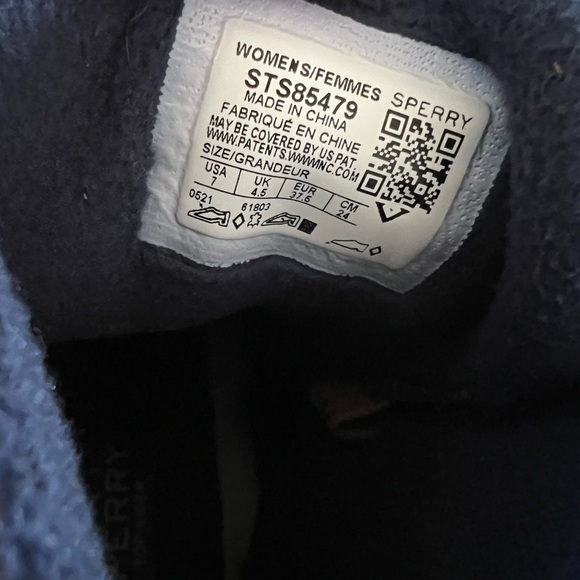 WOMENS/FEMMES SPERRY
STS85479
MADE IN CHINA
FABRIQUÉ EN CHINE
MAY BE COVERED BY US PAT.
WWW.PATENTS.WWWINC.COM
SIZE/GRANDEUR
USA UK EUR CM
7 4.5 37.5 24
0521 61803
SPERRY